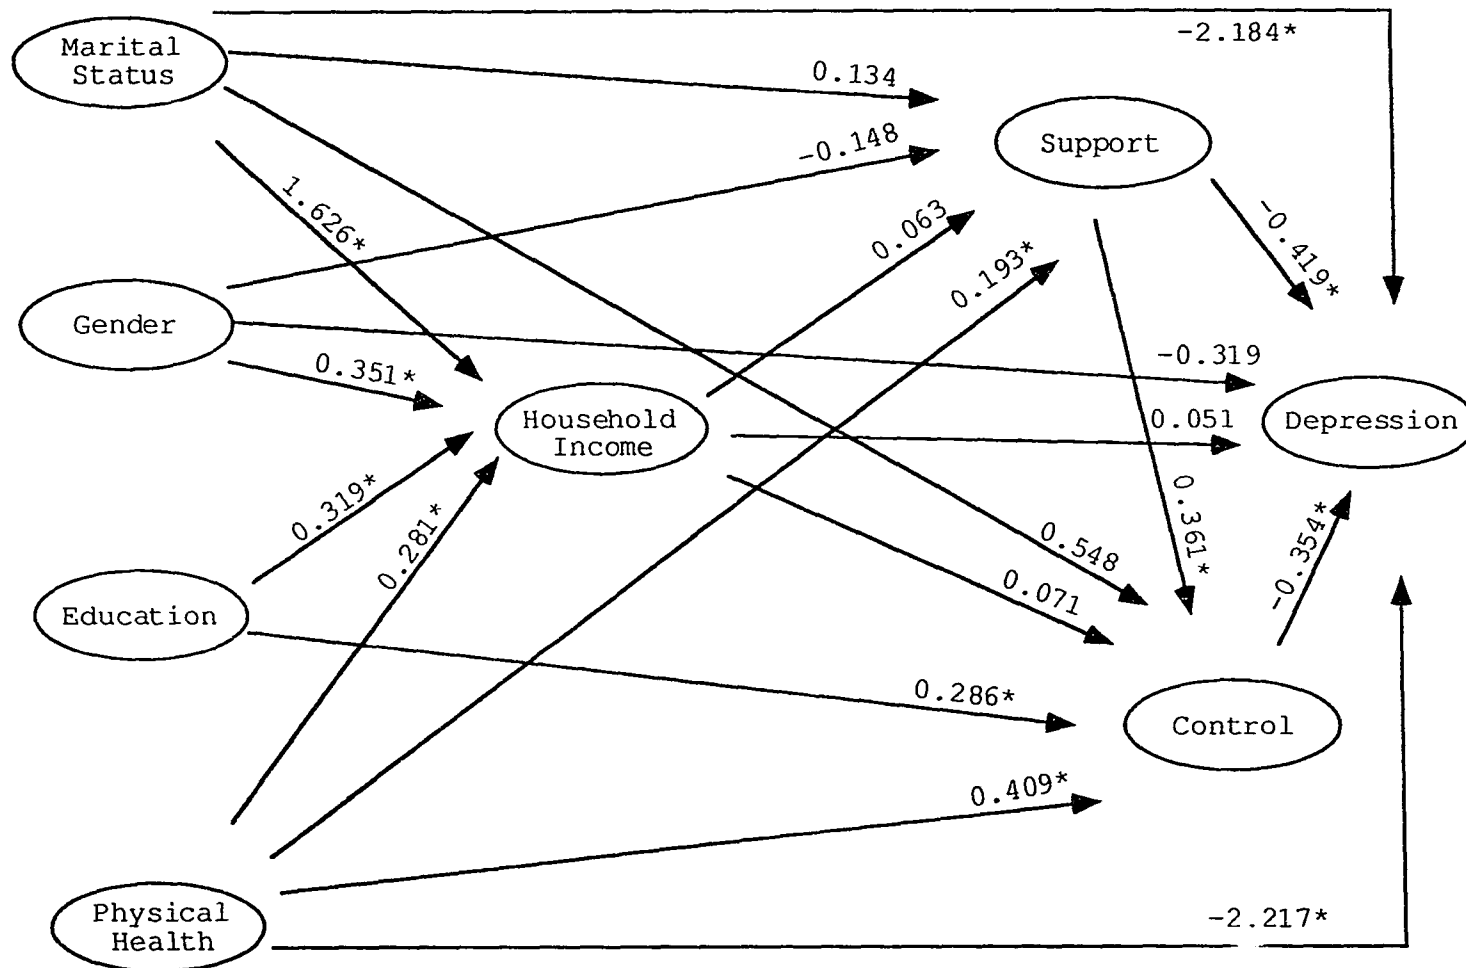 -2.184*
Marital
Status
0.134
Support
-0.148
1.626*
0.063
-0.419*
0.193*
Gender
-0.319
0.351*
Household
Income
0.051
Depression
0.319*
0.281*
0.361*
0.548
-0.354*
0.071
Education
0.286*
Control
0.409*
Physical
Health
-2.217*